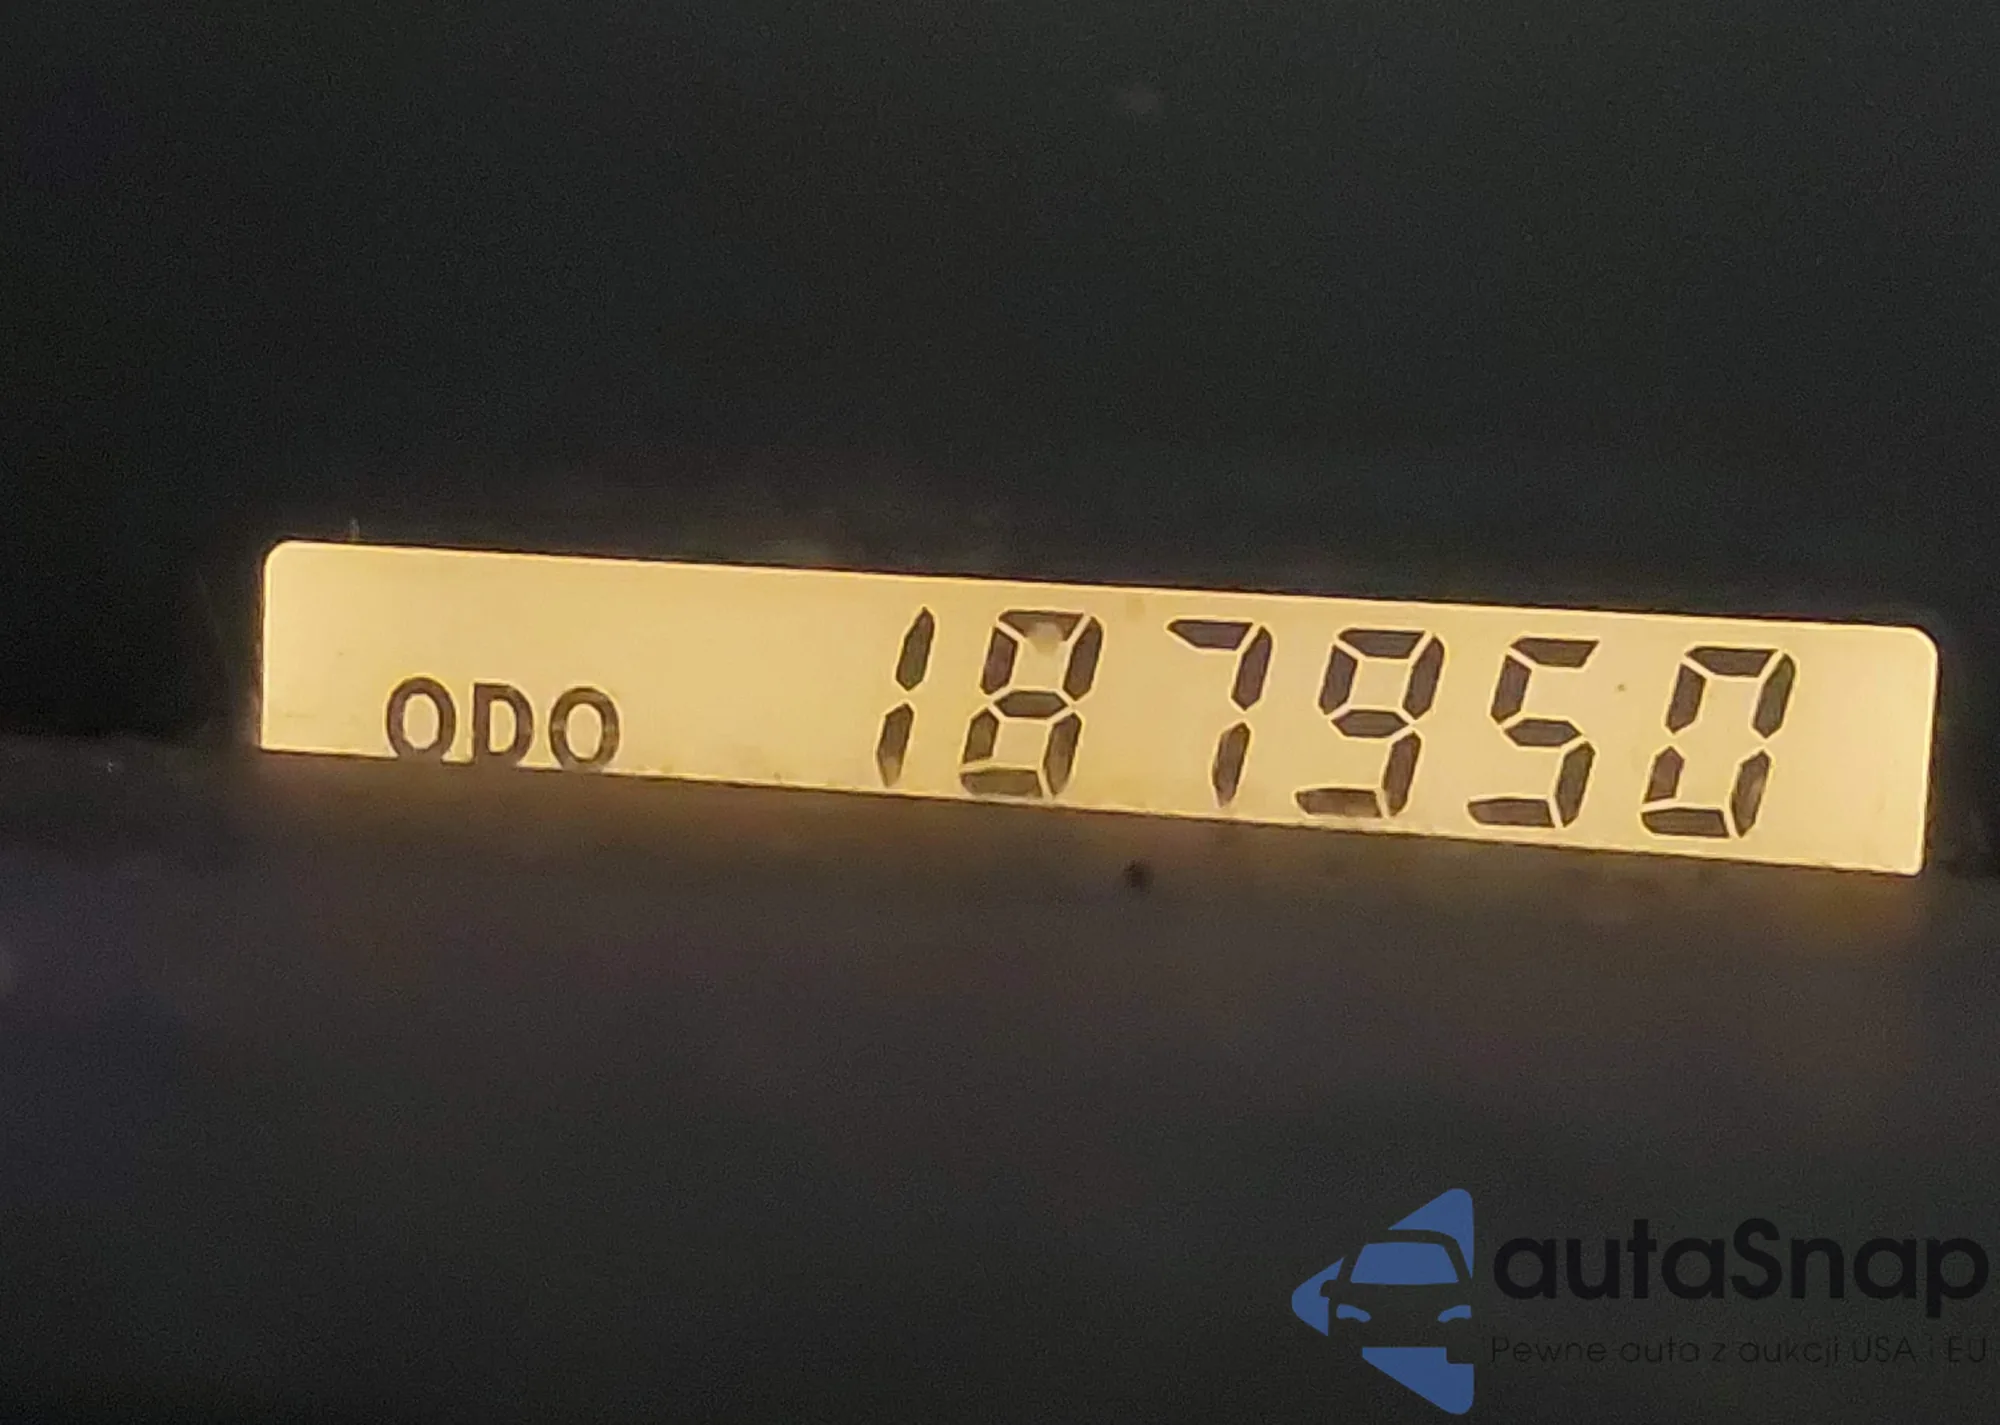 ODO 187950
autaSnap
Pewne auta z aukcji USA i EU